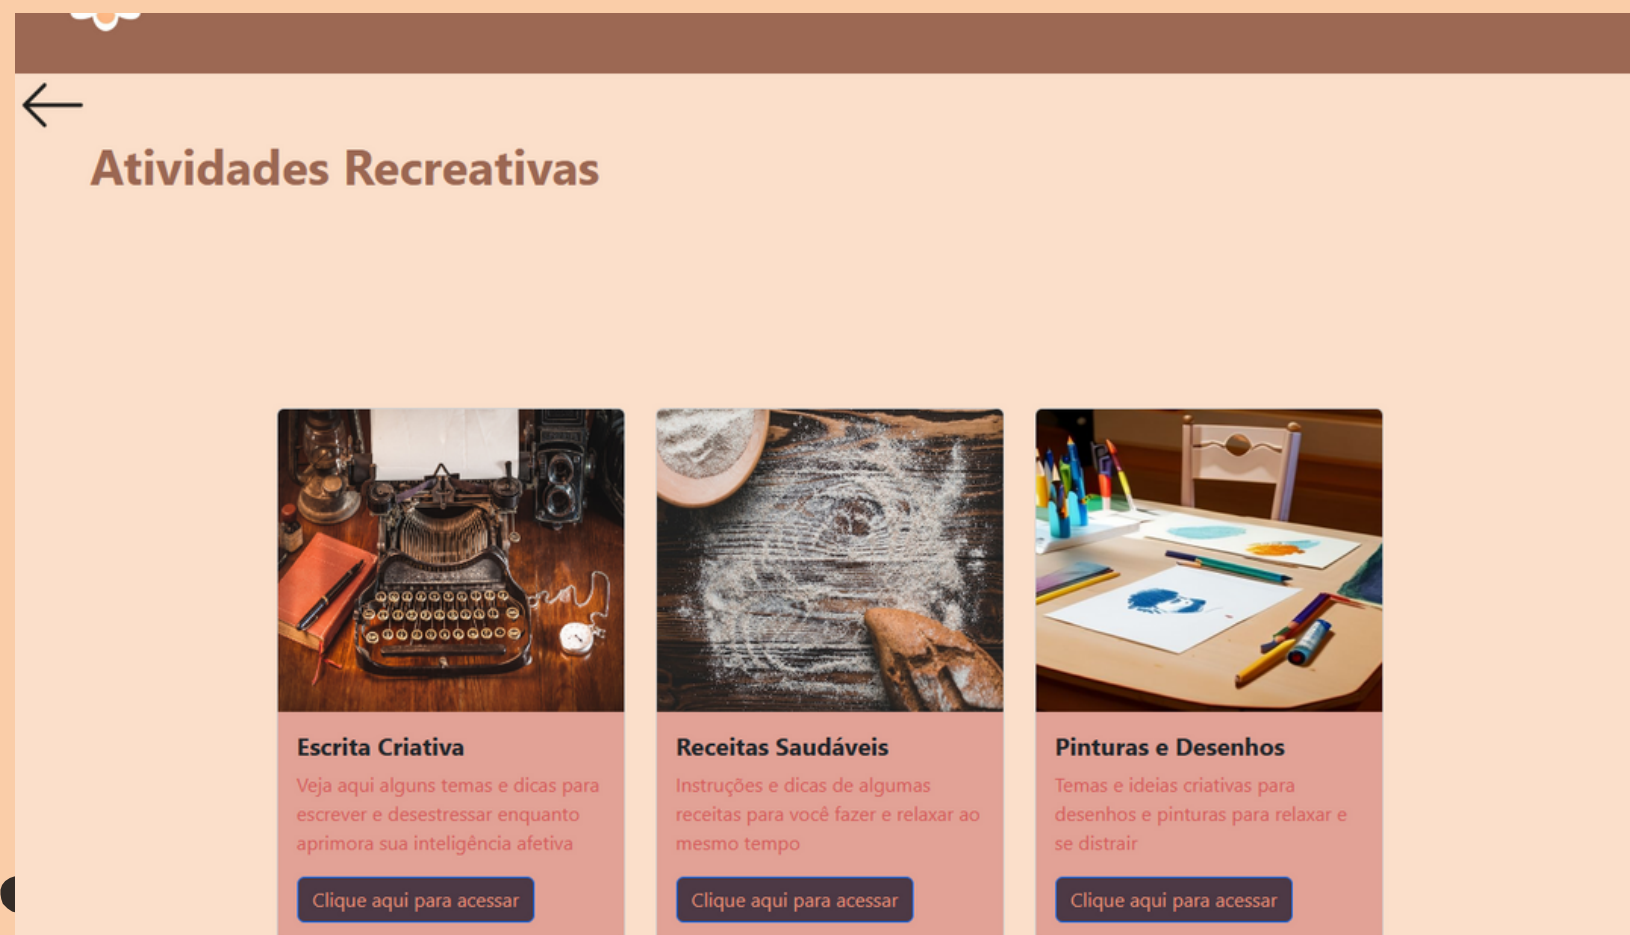 Atividades Recreativas
Escrita Criativa
Veja aqui alguns temas e dicas para
escrever e desestressar enquanto
aprimora sua inteligência afetiva
Clique aqui para acessar
Receitas Saudáveis
Instruções e dicas de algumas
receitas para você fazer e relaxar ao
mesmo tempo
Clique aqui para acessar
Pinturas e Desenhos
Temas e ideias criativas para
desenhos e pinturas para relaxar e
se distrair
Clique aqui para acessar